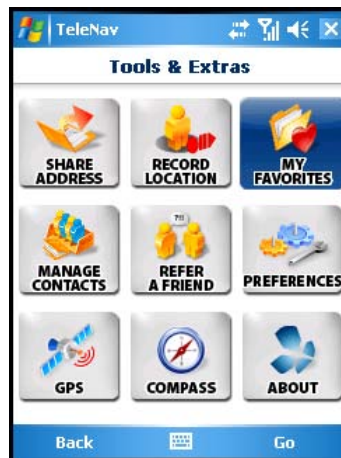 TeleNav
Tools & Extras
SHARE
ADDRESS
RECORD
LOCATION
MY
FAVORITES
MANAGE
CONTACTS
?!!
REFER
A FRIEND
PREFERENCES
GPS
COMPASS
ABOUT
Back
Go